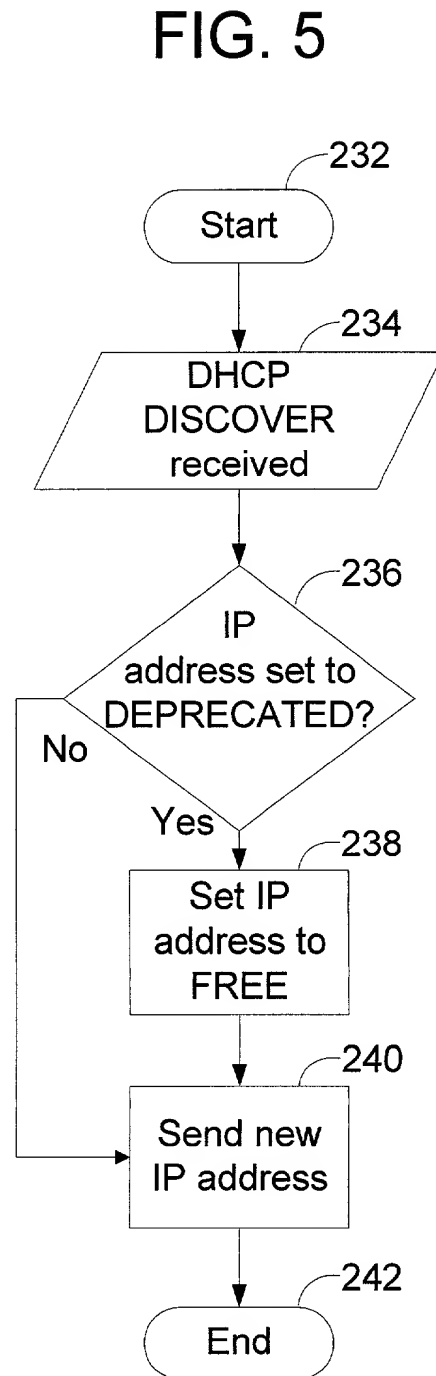 FIG. 5
232
Start
234
DHCP
DISCOVER
received
236
IP
address set to
DEPRECATED?
No
Yes
238
Set IP
address to
FREE
240
Send new
IP address
242
End